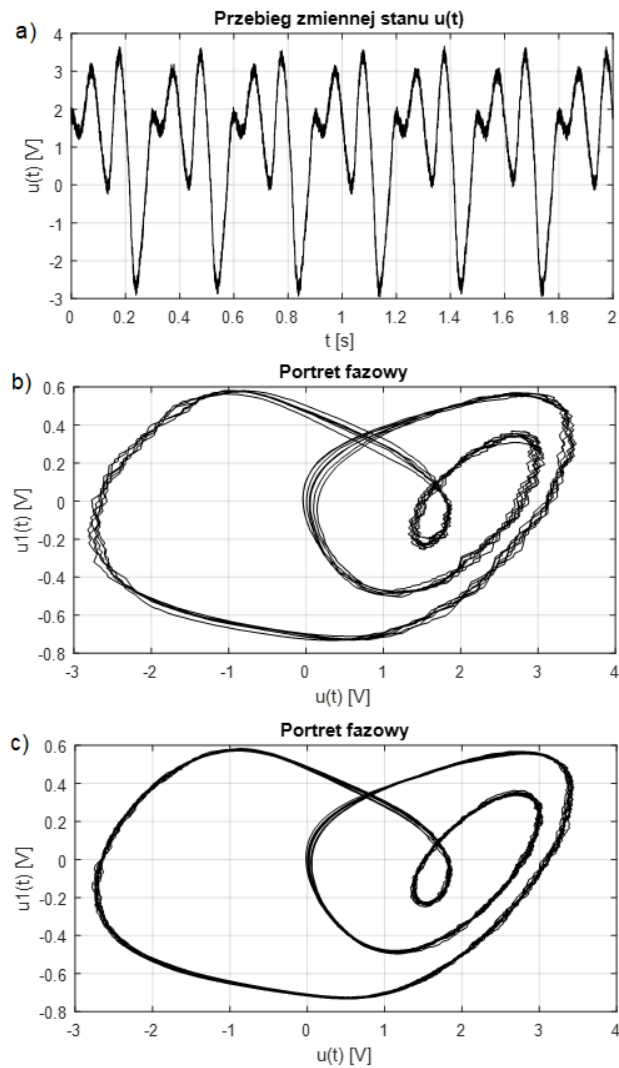 a)
Przebieg zmiennej stanu u(t)
u(t) [V]
4
3
2
1
0
-1
-2
-3
0 0.2 0.4 0.6 0.8 1 1.2 1.4 1.6 1.8 2
t [s]
b)
Portret fazowy
u1(t) [V]
0.6
0.4
0.2
0
-0.2
-0.4
-0.6
-0.8
-3 -2 -1 0 1 2 3 4
u(t) [V]
c)
Portret fazowy
u1(t) [V]
0.6
0.4
0.2
0
-0.2
-0.4
-0.6
-0.8
-3 -2 -1 0 1 2 3 4
u(t) [V]